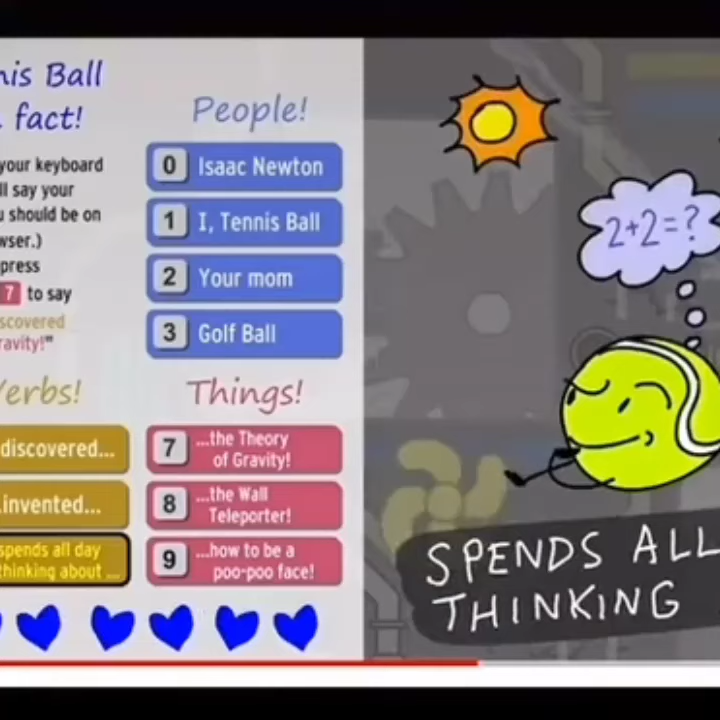 nis Ball
fact!
your keyboard
ll say your
u should be on
wser.)
press
7 to say
scovered
ravity!"
People!
0 Isaac Newton
1 I, Tennis Ball
2 Your mom
3 Golf Ball
Verbs!
discovered...
.invented...
spends all day
thinking about ...
Things!
7 ...the Theory
of Gravity!
8 ...the Wall
Teleporter!
9 ...how to be a
poo-poo face!
2+2=?
SPENDS ALL
THINKING